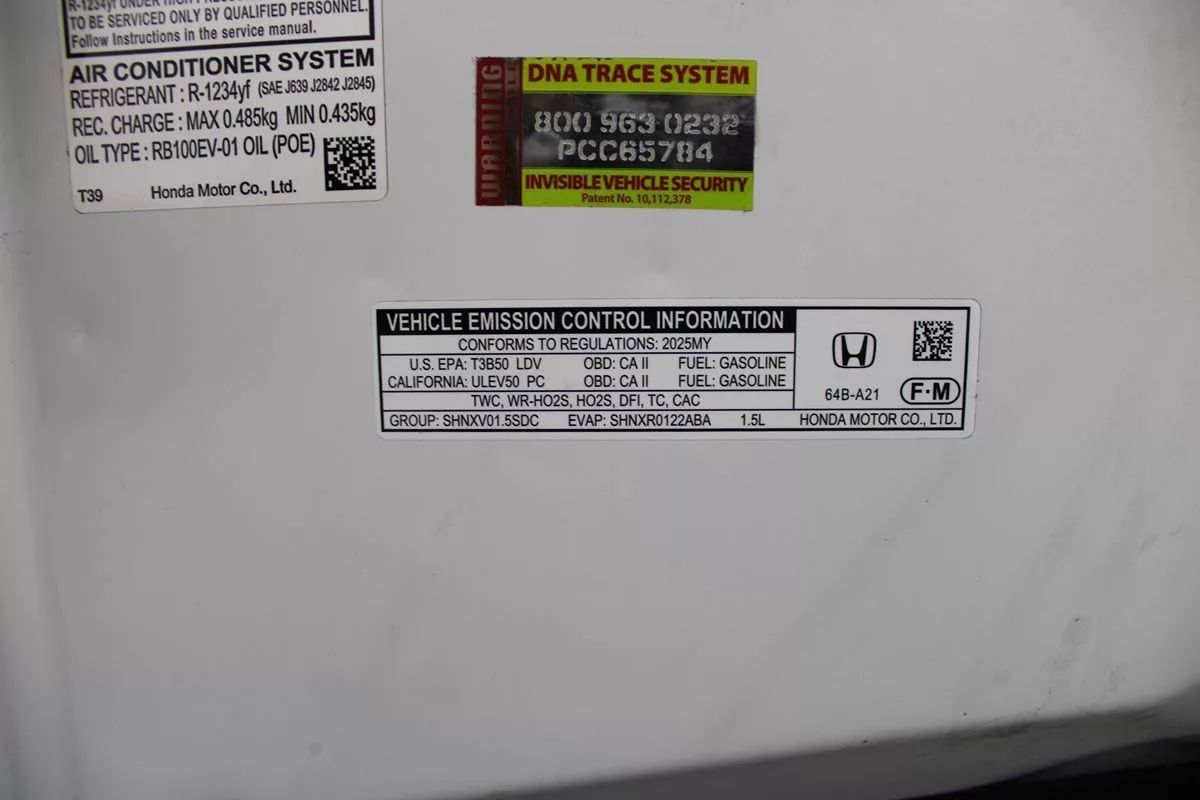 R-1234yf UNDER HIGH
TO BE SERVICED ONLY BY QUALIFIED PERSONNEL.
Follow Instructions in the service manual.
AIR CONDITIONER SYSTEM
REFRIGERANT : R-1234yf (SAE J639 J2842 J2845)
REC. CHARGE : MAX 0.485kg MIN 0.435kg
OIL TYPE : RB100EV-01 OIL (POE)
T39 Honda Motor Co., Ltd.
WARNING
DNA TRACE SYSTEM
800 963 0232
PCC65784
INVISIBLE VEHICLE SECURITY
Patent No. 10,112,378
VEHICLE EMISSION CONTROL INFORMATION
CONFORMS TO REGULATIONS: 2025MY
U.S. EPA: T3B50 LDV OBD: CA II FUEL: GASOLINE
CALIFORNIA: ULEV50 PC OBD: CA II FUEL: GASOLINE
TWC, WR-HO2S, HO2S, DFI, TC, CAC
GROUP: SHNXV01.5SDC EVAP: SHNXR0122ABA 1.5L
64B-A21 F·M
HONDA MOTOR CO., LTD.